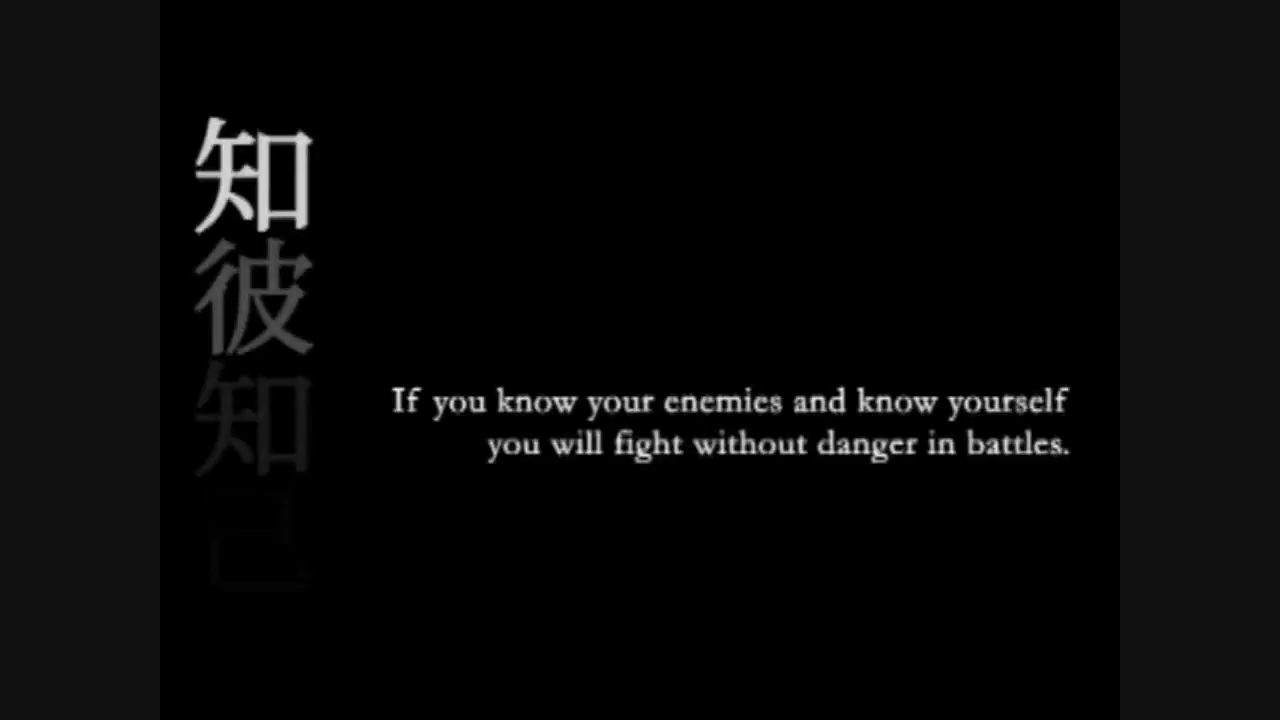 知彼知己
If you know your enemies and know yourself
you will fight without danger in battles.